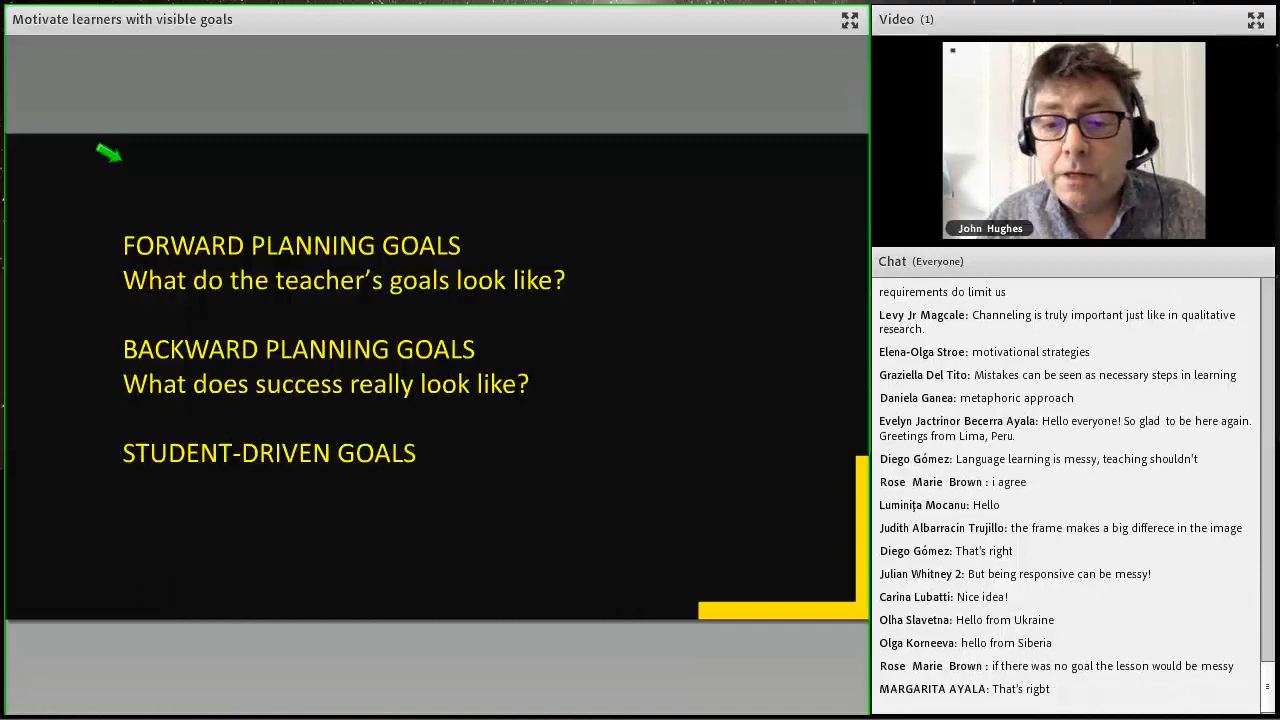 Motivate learners with visible goals
FORWARD PLANNING GOALS
What do the teacher's goals look like?
BACKWARD PLANNING GOALS
What does success really look like?
STUDENT-DRIVEN GOALS
Video (1)
John Hughes
Chat (Everyone)
requirements do limit us
Levy Jr Magcale: Channeling is truly important just like in qualitative
research.
Elena-Olga Stroe: motivational strategies
Graziella Del Tito: Mistakes can be seen as necessary steps in learning
Daniela Ganea: metaphoric approach
Evelyn Jactrinor Becerra Ayala: Hello everyone! So glad to be here again.
Greetings from Lima, Peru.
Diego Gómez: Language learning is messy, teaching shouldn't
Rose Marie Brown : i agree
Luminița Mocanu: Hello
Judith Albarracin Trujillo: the frame makes a big differece in the image
Diego Gómez: That's right
Julian Whitney 2: But being responsive can be messy!
Carina Lubatti: Nice idea!
Olha Slavetna: Hello from Ukraine
Olga Korneeva: hello from Siberia
Rose Marie Brown : if there was no goal the lesson would be messy
MARGARITA AYALA: That's rigbt